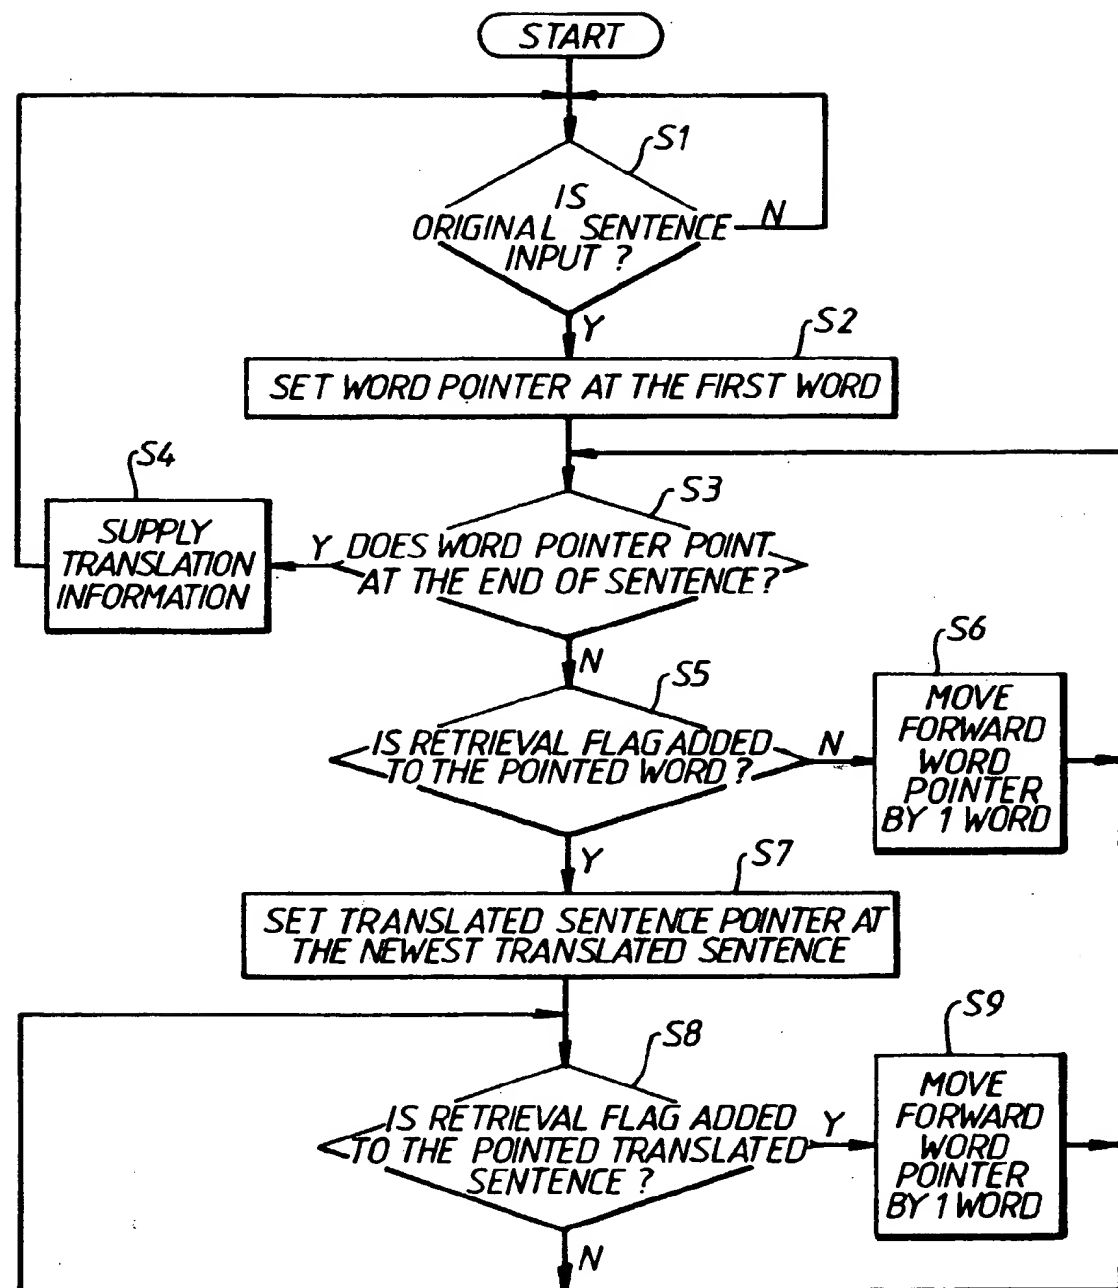 START
S1
IS
ORIGINAL SENTENCE
INPUT ?
N
Y
S2
SET WORD POINTER AT THE FIRST WORD
S4
SUPPLY
TRANSLATION
INFORMATION
S3
Y
DOES WORD POINTER POINT
AT THE END OF SENTENCE?
N
S5
IS RETRIEVAL FLAG ADDED
TO THE POINTED WORD ?
N
S6
MOVE
FORWARD
WORD
POINTER
BY 1 WORD
Y
S7
SET TRANSLATED SENTENCE POINTER AT
THE NEWEST TRANSLATED SENTENCE
S8
IS RETRIEVAL FLAG ADDED
TO THE POINTED TRANSLATED
SENTENCE ?
Y
S9
MOVE
FORWARD
WORD
POINTER
BY 1 WORD
N